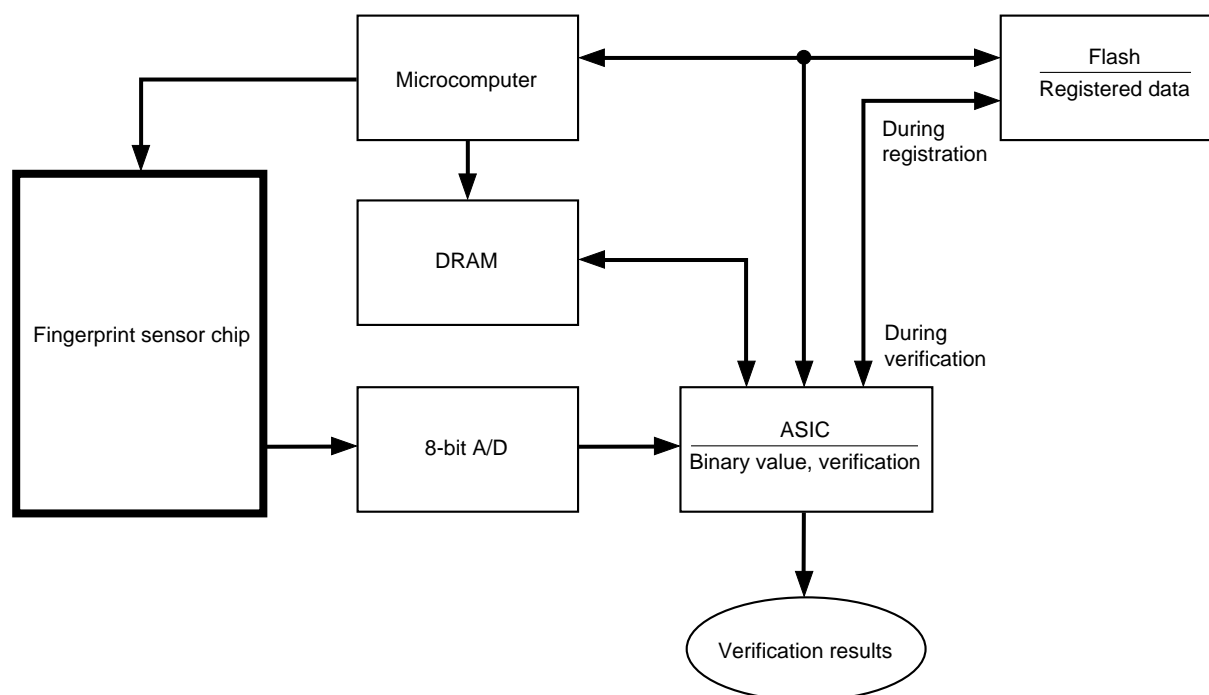 Microcomputer
Flash
Registered data
During
registration
DRAM
Fingerprint sensor chip
During
verification
8-bit A/D
ASIC
Binary value, verification
Verification results